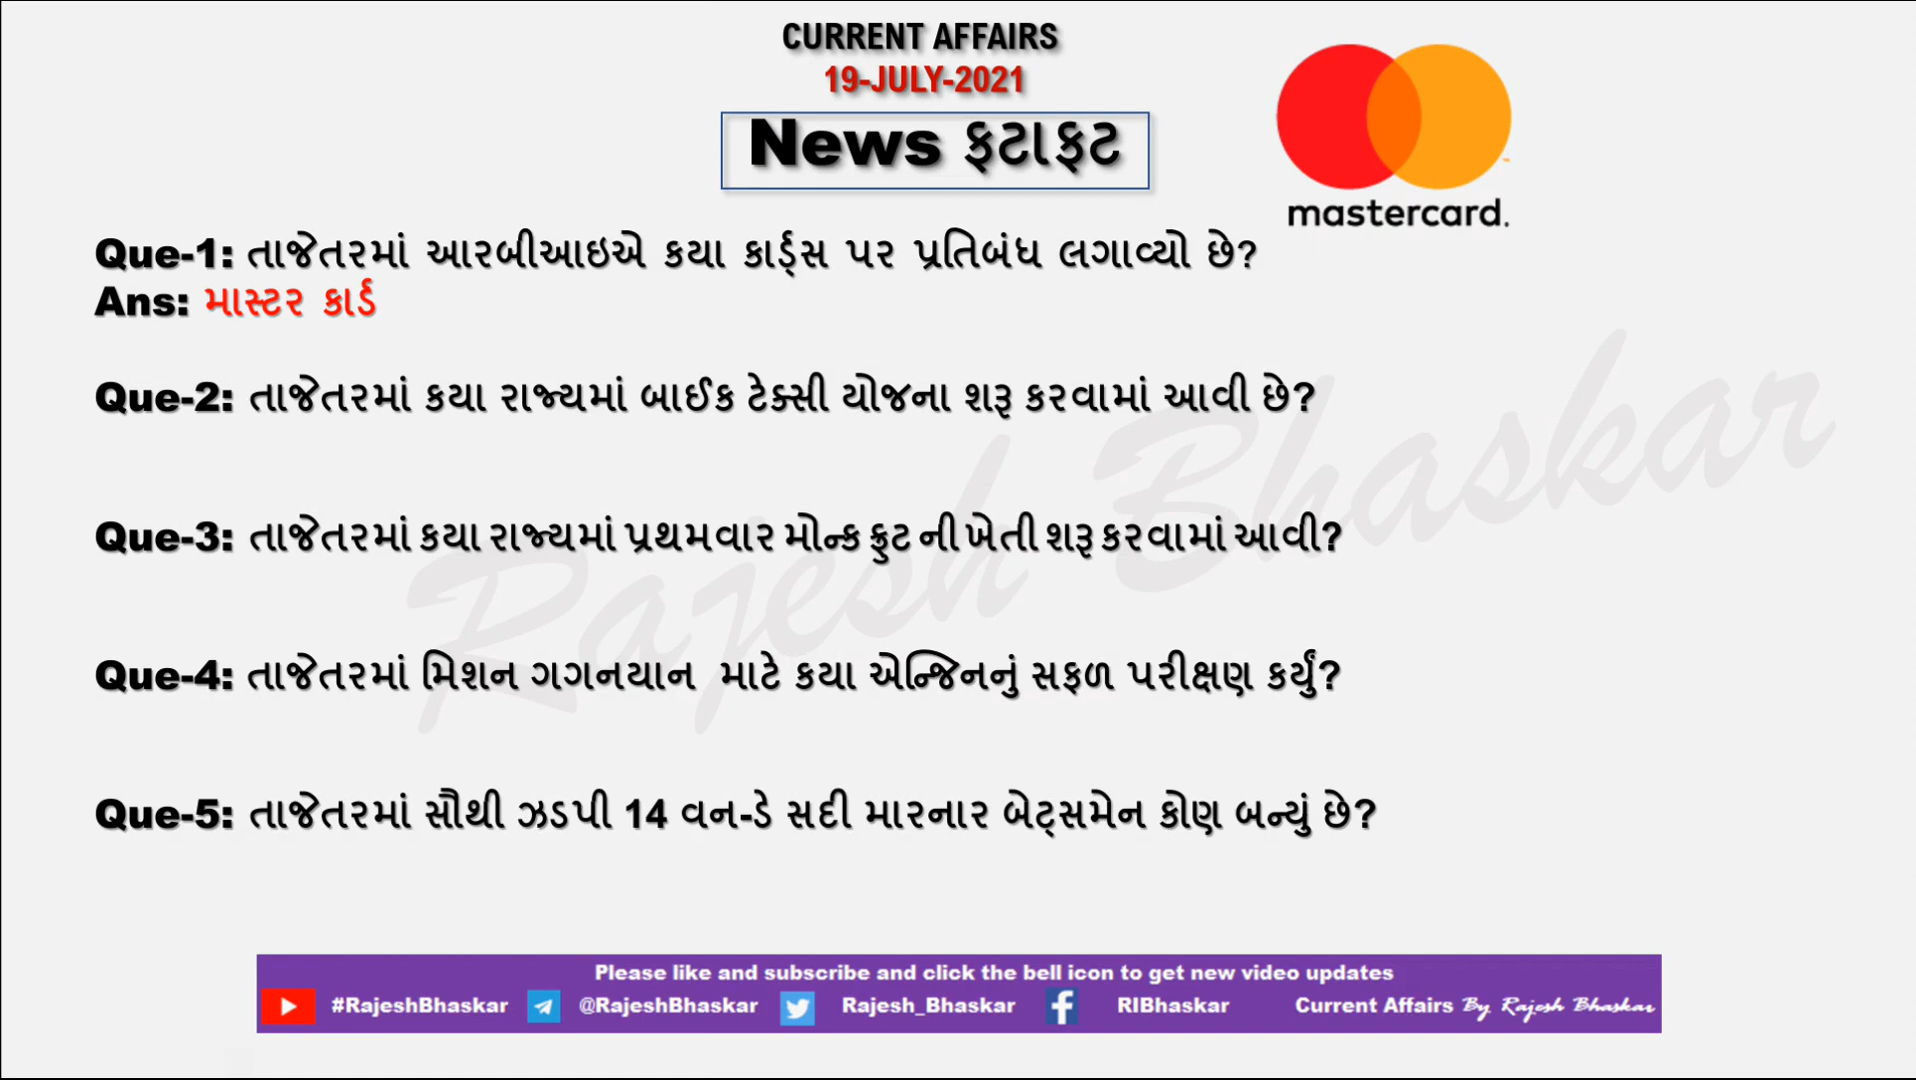 CURRENT AFFAIRS
19-JULY-2021
News ફટાફટ
mastercard.
Que-1: તાજેતરમાં આરબીઆઇએ કયા કાર્ડ્સ પર પ્રતિબંધ લગાવ્યો છે?
Ans: માસ્ટર કાર્ડ
Que-2: તાજેતરમાં કયા રાજ્યમાં બાઈક ટેક્સી યોજના શરૂ કરવામાં આવી છે?
Que-3: તાજેતરમાં કયા રાજ્યમાં પ્રથમવાર મોન્ક ફ્રુટ ની ખેતી શરૂ કરવામાં આવી?
Que-4: તાજેતરમાં મિશન ગગનયાન માટે કયા એન્જિનનું સફળ પરીક્ષણ કર્યું?
Que-5: તાજેતરમાં સૌથી ઝડપી 14 વન-ડે સદી મારનાર બેટ્સમેન કોણ બન્યું છે?
Rajesh Bhaskar
Please like and subscribe and click the bell icon to get new video updates
#RajeshBhaskar @RajeshBhaskar Rajesh_Bhaskar RIBhaskar Current Affairs By Rajesh Bhaskar